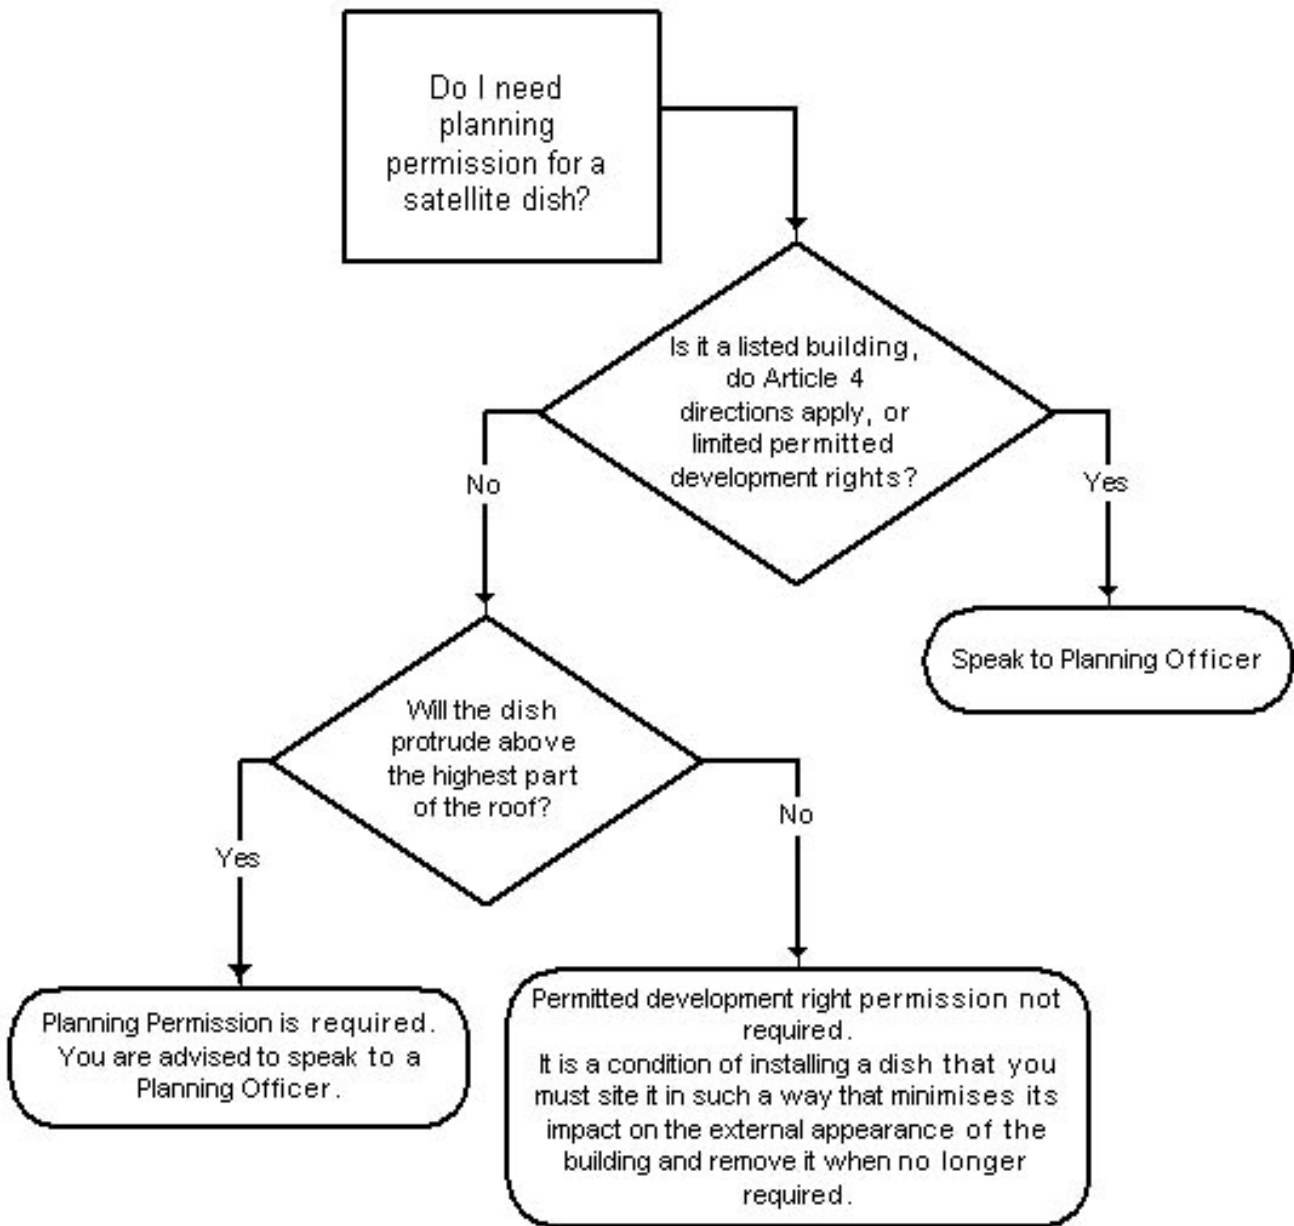 Do I need
planning
permission for a
satellite dish?
Is it a listed building,
do Article 4
directions apply, or
limited permitted
development rights?
No
Yes
Speak to Planning Officer
Will the dish
protrude above
the highest part
of the roof?
Yes
No
Planning Permission is required.
You are advised to speak to a
Planning Officer.
Permitted development right permission not
required.
It is a condition of installing a dish that you
must site it in such a way that minimises its
impact on the external appearance of the
building and remove it when no longer
required.